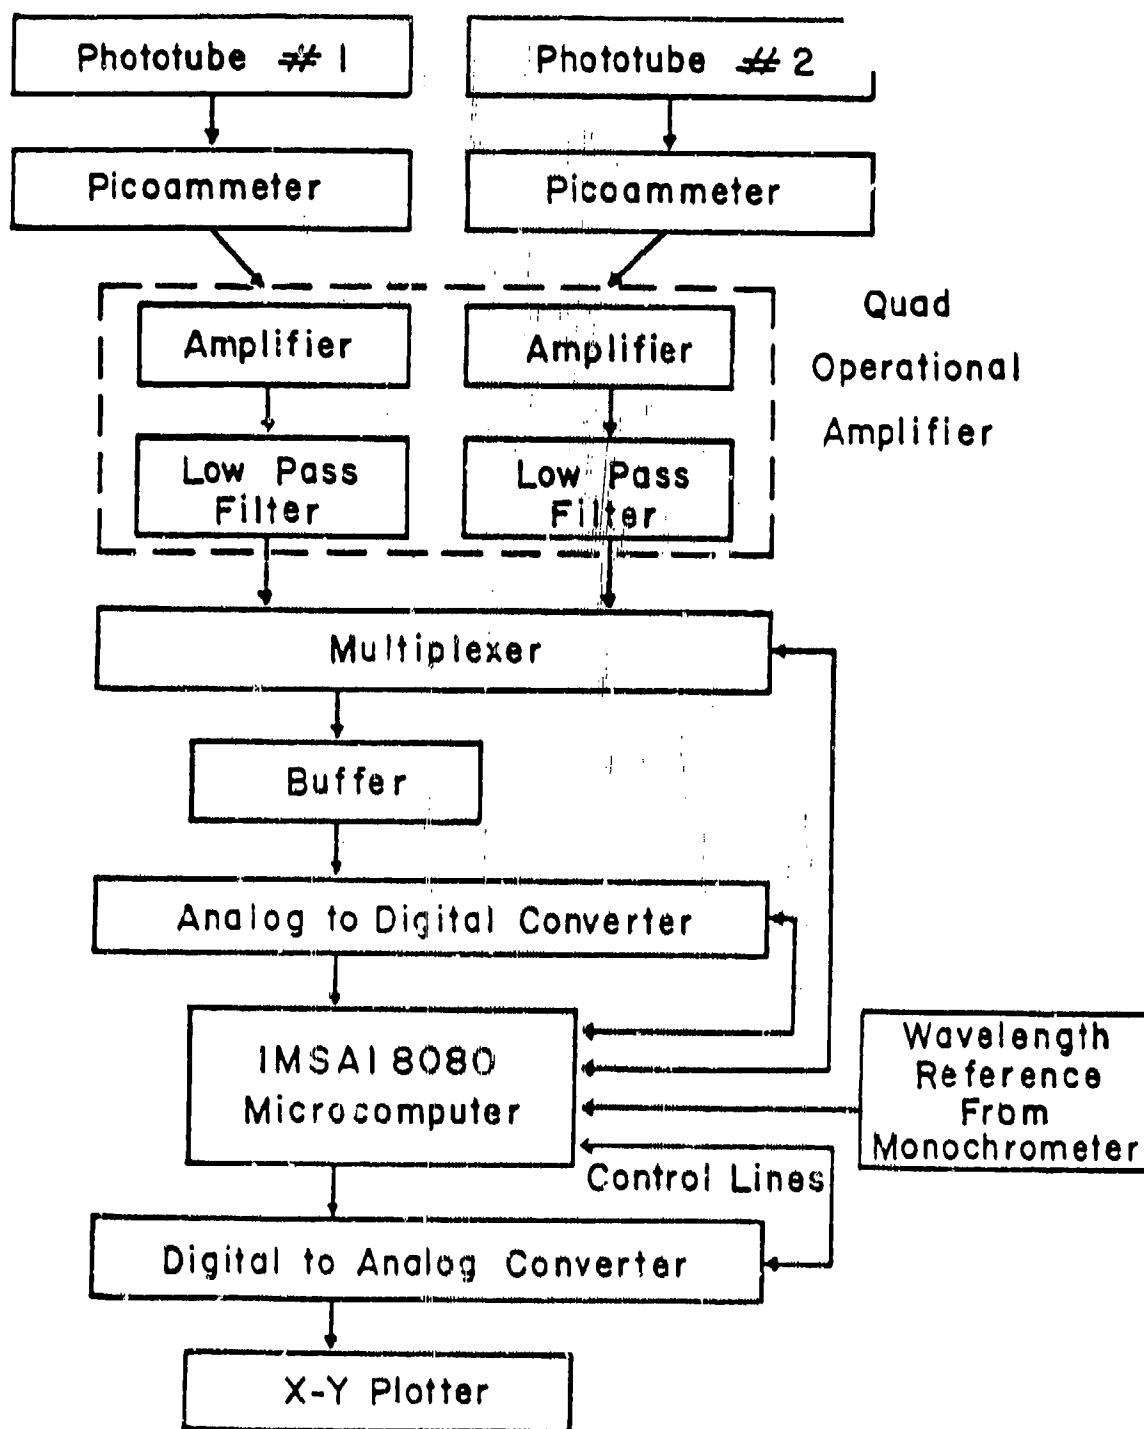 Phototube # 1
Phototube # 2
Picoammeter
Picoammeter
Quad
Operational
Amplifier
Amplifier
Amplifier
Low Pass
Filter
Low Pass
Filter
Multiplexer
Buffer
Analog to Digital Converter
IMSAI 8080
Microcomputer
Wavelength
Reference
From
Monochrometer
Control Lines
Digital to Analog Converter
X-Y Plotter